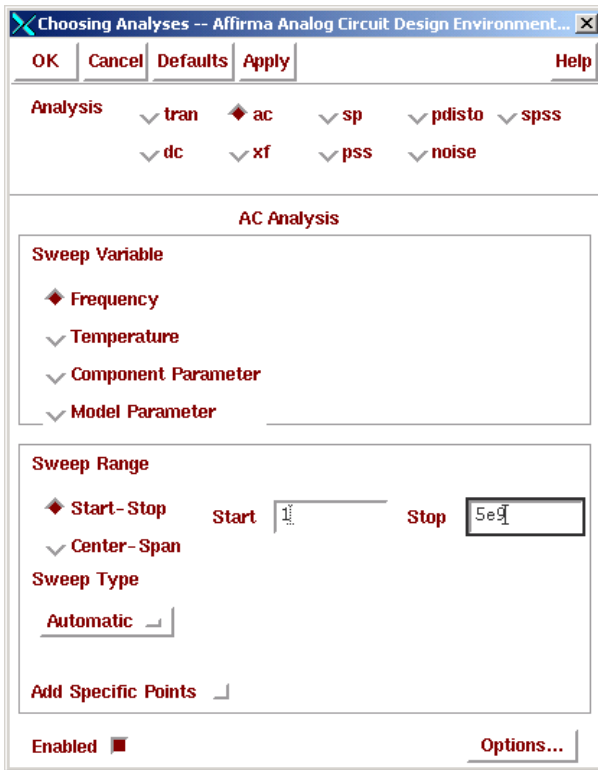 Choosing Analyses -- Affirma Analog Circuit Design Environment...
OK Cancel Defaults Apply Help
Analysis tran ac sp pdisto spss
dc xf pss noise
AC Analysis
Sweep Variable
Frequency
Temperature
Component Parameter
Model Parameter
Sweep Range
Start-Stop Start 1 Stop 5e9
Center-Span
Sweep Type
Automatic
Add Specific Points
Enabled Options...